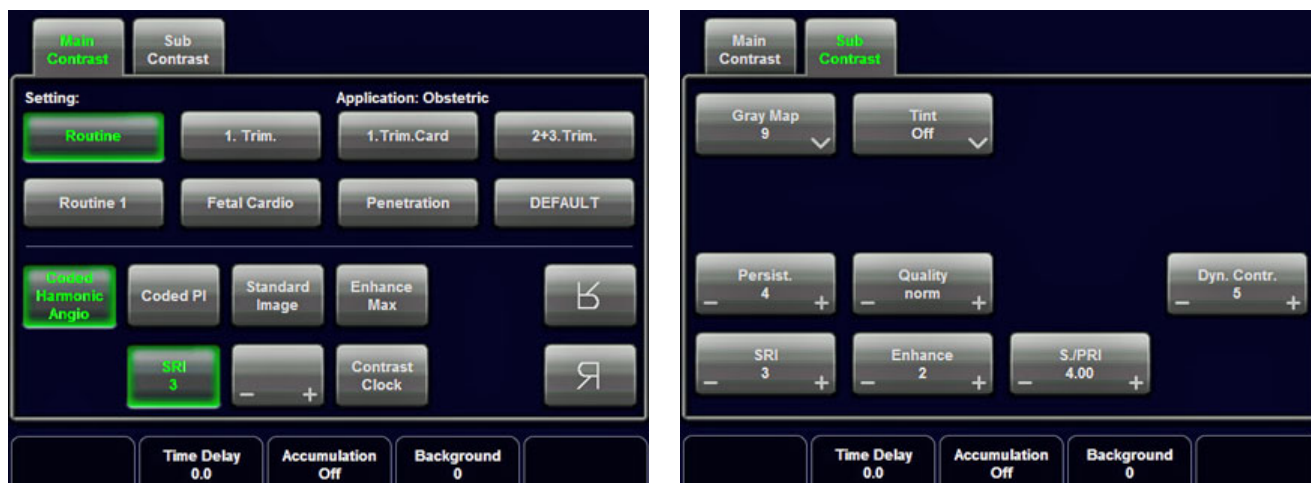 Main Contrast
Sub Contrast
Setting:
Application: Obstetric
Routine
1. Trim.
1.Trim.Card
2+3.Trim.
Routine 1
Fetal Cardio
Penetration
DEFAULT
Coded Harmonic Angio
Coded PI
Standard Image
Enhance Max
SRI
3
- +
Contrast Clock
Time Delay
0.0
Accumulation
Off
Background
0
Main Contrast
Sub Contrast
Gray Map
9
Tint
Off
Persist.
- 4 +
Quality
- norm +
Dyn. Contr.
- 5 +
SRI
- 3 +
Enhance
- 2 +
S./PRI
- 4.00 +
Time Delay
0.0
Accumulation
Off
Background
0